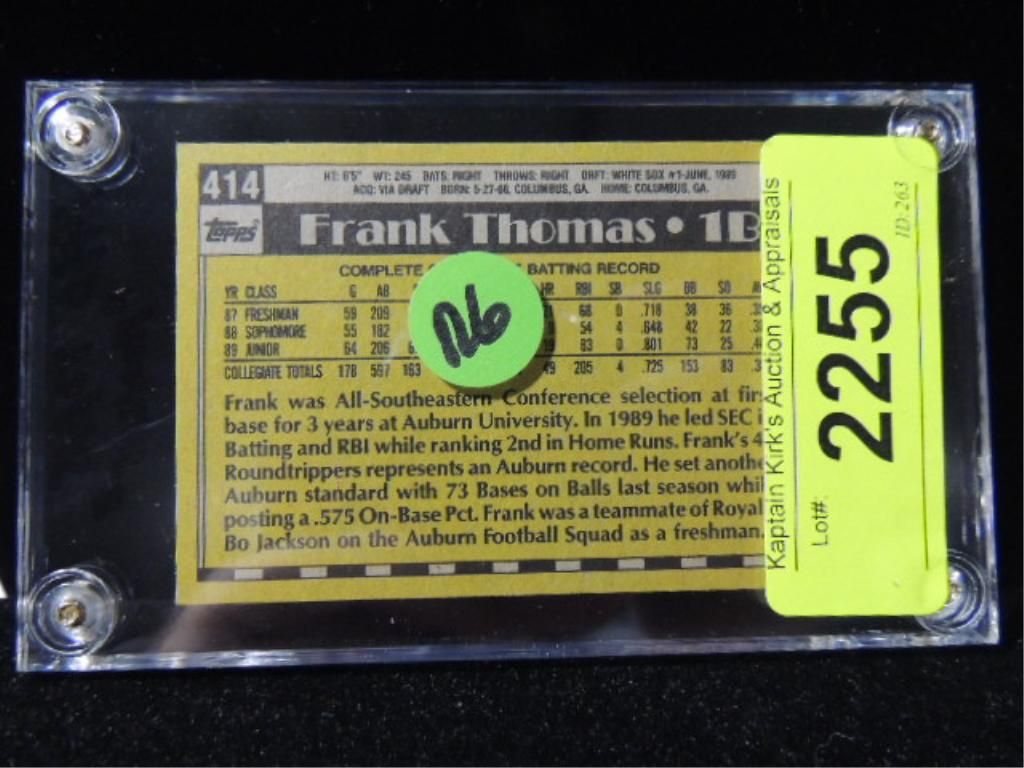 414
HT: 6'5" WT: 245 BATS: RIGHT THROWS: RIGHT DRFT: WHITE SOX #1-JUNE, 1989
ACQ: VIA DRAFT BORN: 5-27-68, COLUMBUS, GA. HOME: COLUMBUS, GA.
TOPPS
Frank Thomas • 1B
COMPLETE BATTING RECORD
YR CLASS G AB HR RBI SB SLG BB SO
87 FRESHMAN 59 209 68 0 .718 38 36
88 SOPHOMORE 55 182 54 4 .648 42 22
89 JUNIOR 64 206 19 83 0 .801 73 25
COLLEGIATE TOTALS 178 597 163 49 205 4 .725 153 83
Frank was All-Southeastern Conference selection at fir
base for 3 years at Auburn University. In 1989 he led SEC i
Batting and RBI while ranking 2nd in Home Runs. Frank's 4
Roundtrippers represents an Auburn record. He set anothe
Auburn standard with 73 Bases on Balls last season whil
posting a .575 On-Base Pct. Frank was a teammate of Royal
Bo Jackson on the Auburn Football Squad as a freshman.
Kaptain Kirk's Auction & Appraisals
Lot#:
2255
ID:263